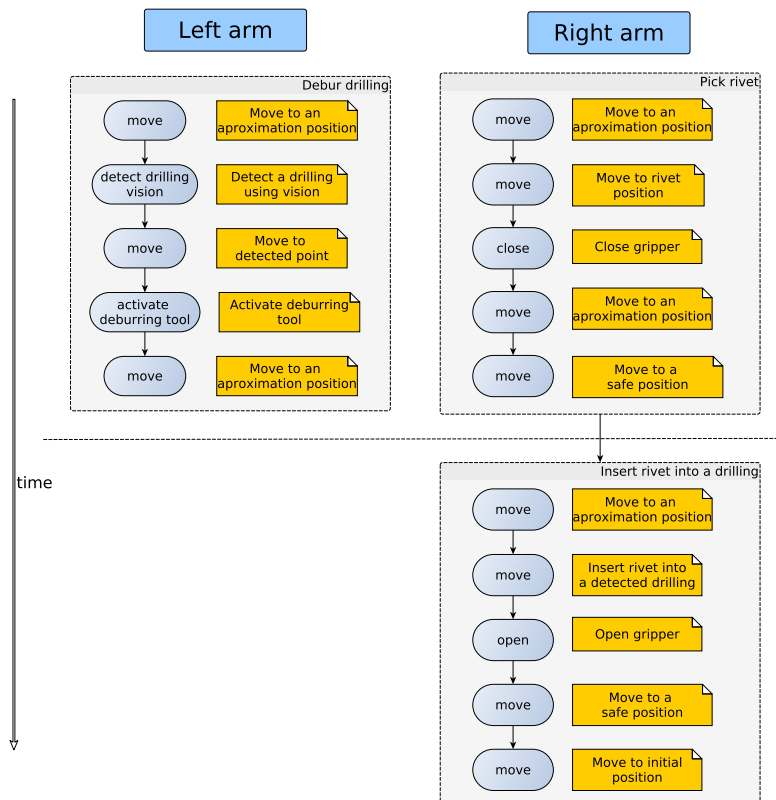 Left arm
Right arm
Debur drilling
move
Move to an
aproximation position
detect drilling
vision
Detect a drilling
using vision
move
Move to
detected point
activate
deburring tool
Activate deburring
tool
move
Move to an
aproximation position
Pick rivet
move
Move to an
aproximation position
move
Move to rivet
position
close
Close gripper
move
Move to an
aproximation position
move
Move to a
safe position
time
Insert rivet into a drilling
move
Move to an
aproximation position
move
Insert rivet into
a detected drilling
open
Open gripper
move
Move to a
safe position
move
Move to initial
position